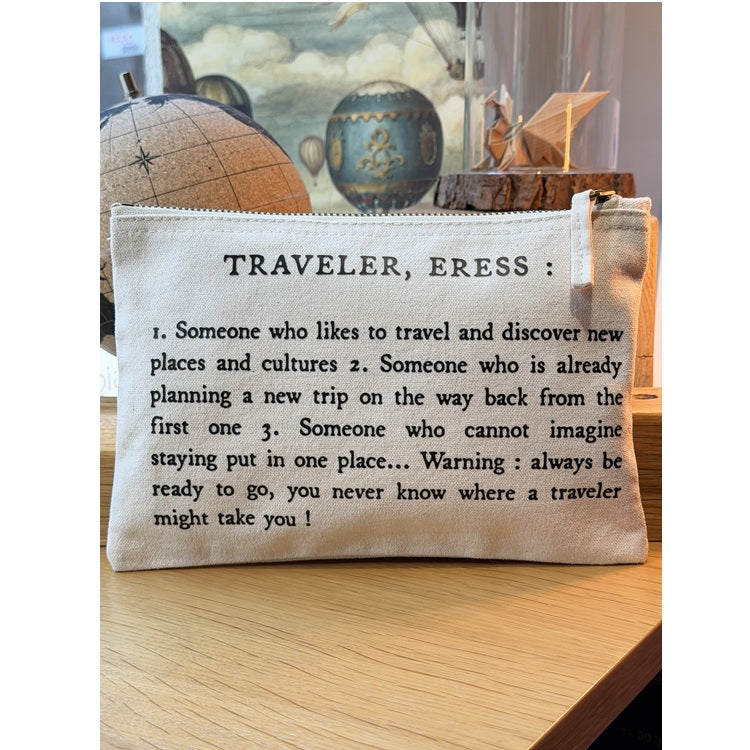 TRAVELER, ERESS :
1. Someone who likes to travel and discover new
places and cultures 2. Someone who is already
planning a new trip on the way back from the
first one 3. Someone who cannot imagine
staying put in one place... Warning : always be
ready to go, you never know where a traveler
might take you !